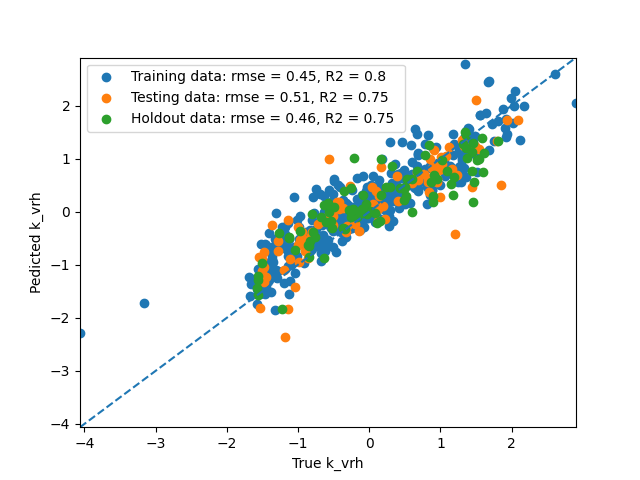 Training data: rmse = 0.45, R2 = 0.8
Testing data: rmse = 0.51, R2 = 0.75
Holdout data: rmse = 0.46, R2 = 0.75
2
1
0
−1
−2
−3
−4
Pedicted k_vrh
−4 −3 −2 −1 0 1 2
True k_vrh